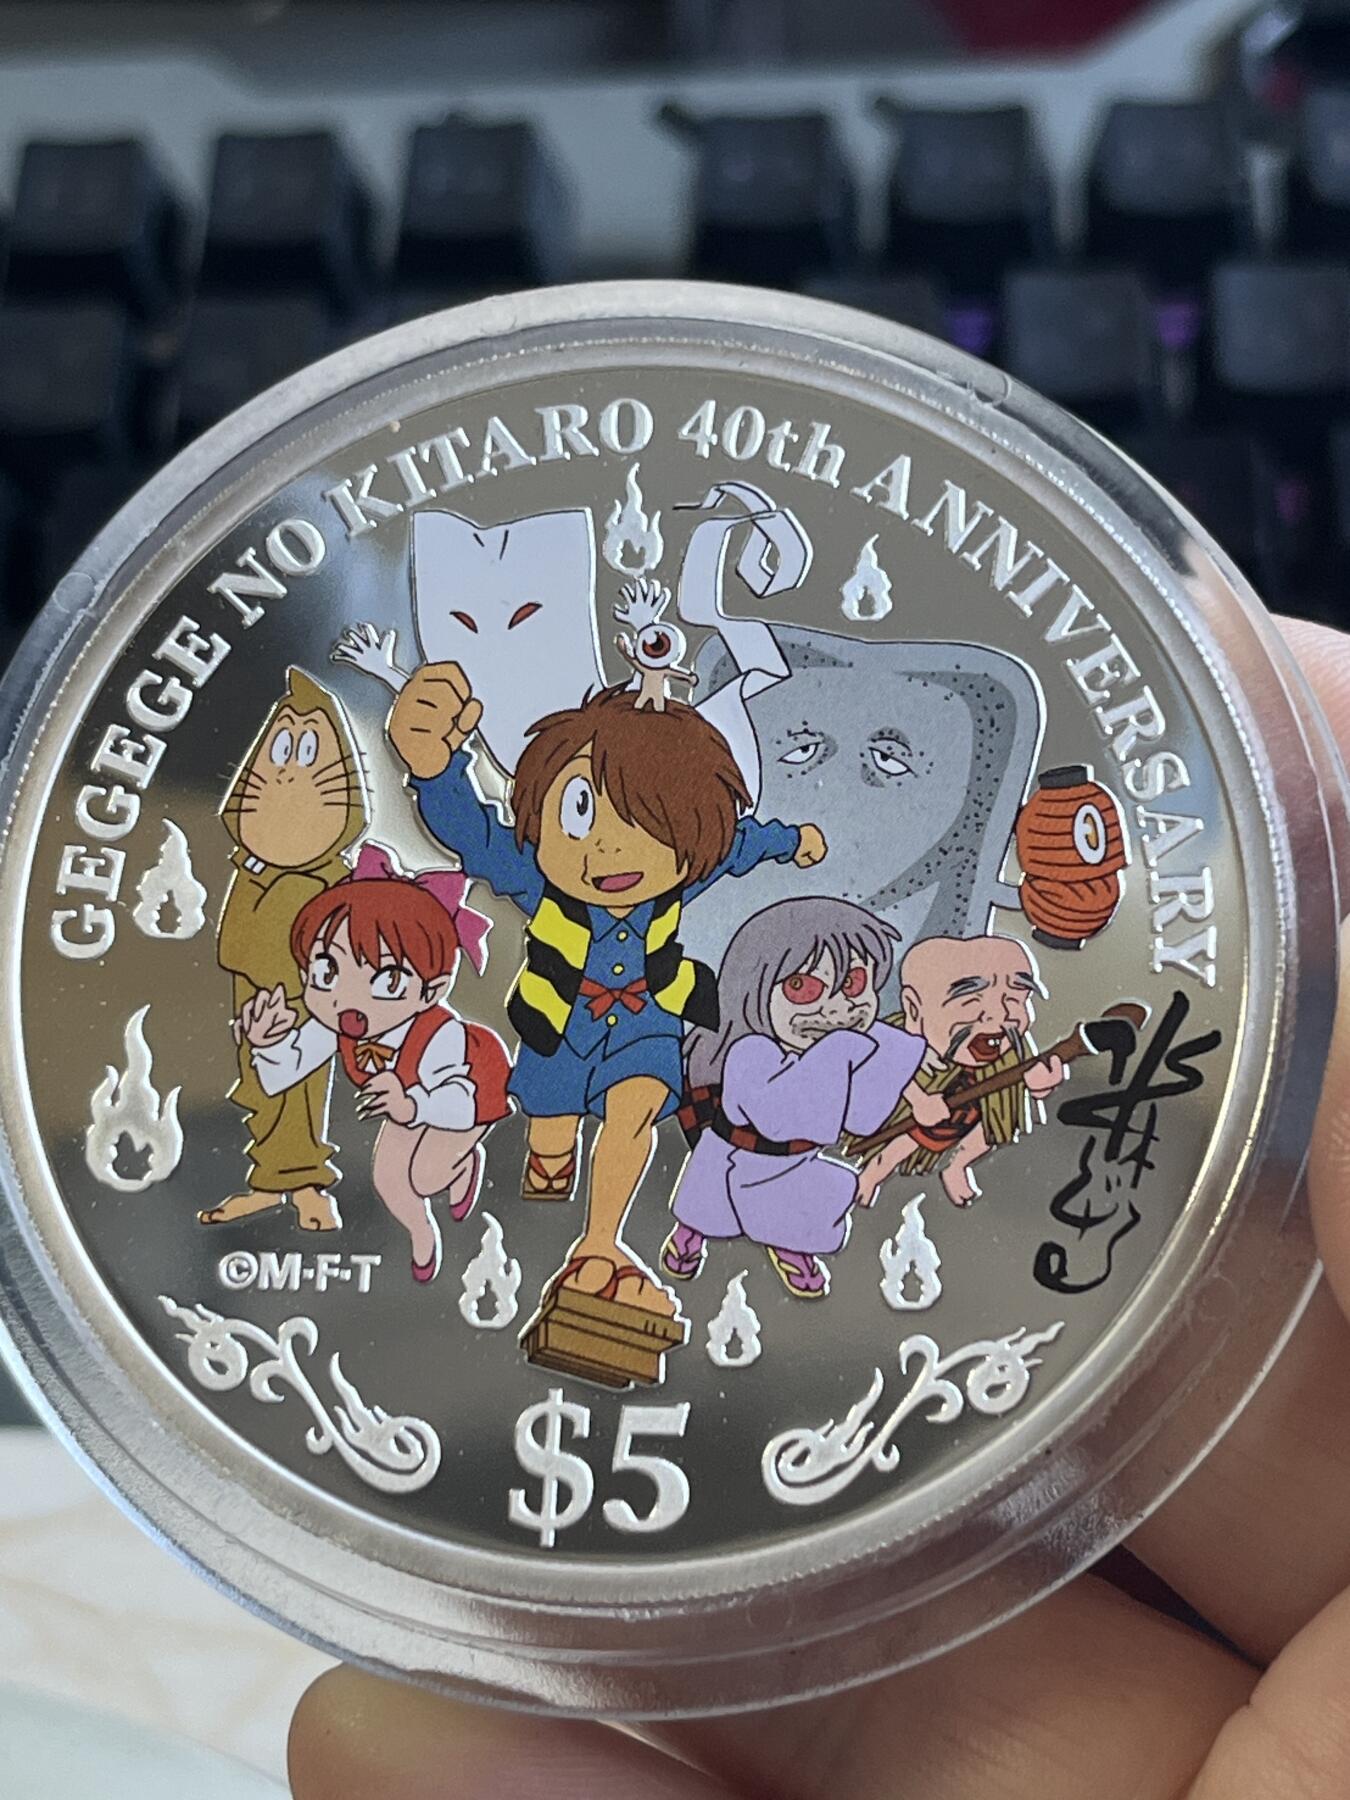 GEGEGE NO KITARO 40th ANNIVERSARY
©M·F·T
$5